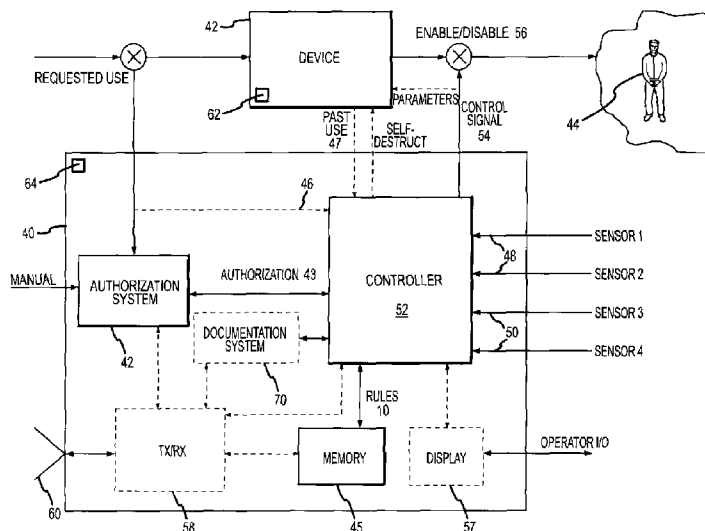 42
ENABLE/DISABLE 56
DEVICE
REQUESTED USE
62
PARAMETERS
PAST
USE
47
SELF-
DESTRUCT
CONTROL
SIGNAL
54
44
64
46
40
48
SENSOR 1
MANUAL
AUTHORIZATION
SYSTEM
AUTHORIZATION 43
CONTROLLER
52
SENSOR 2
SENSOR 3
50
SENSOR 4
DOCUMENTATION
SYSTEM
42
70
RULES
10
TX/RX
MEMORY
DISPLAY
OPERATOR I/O
60
58
45
57